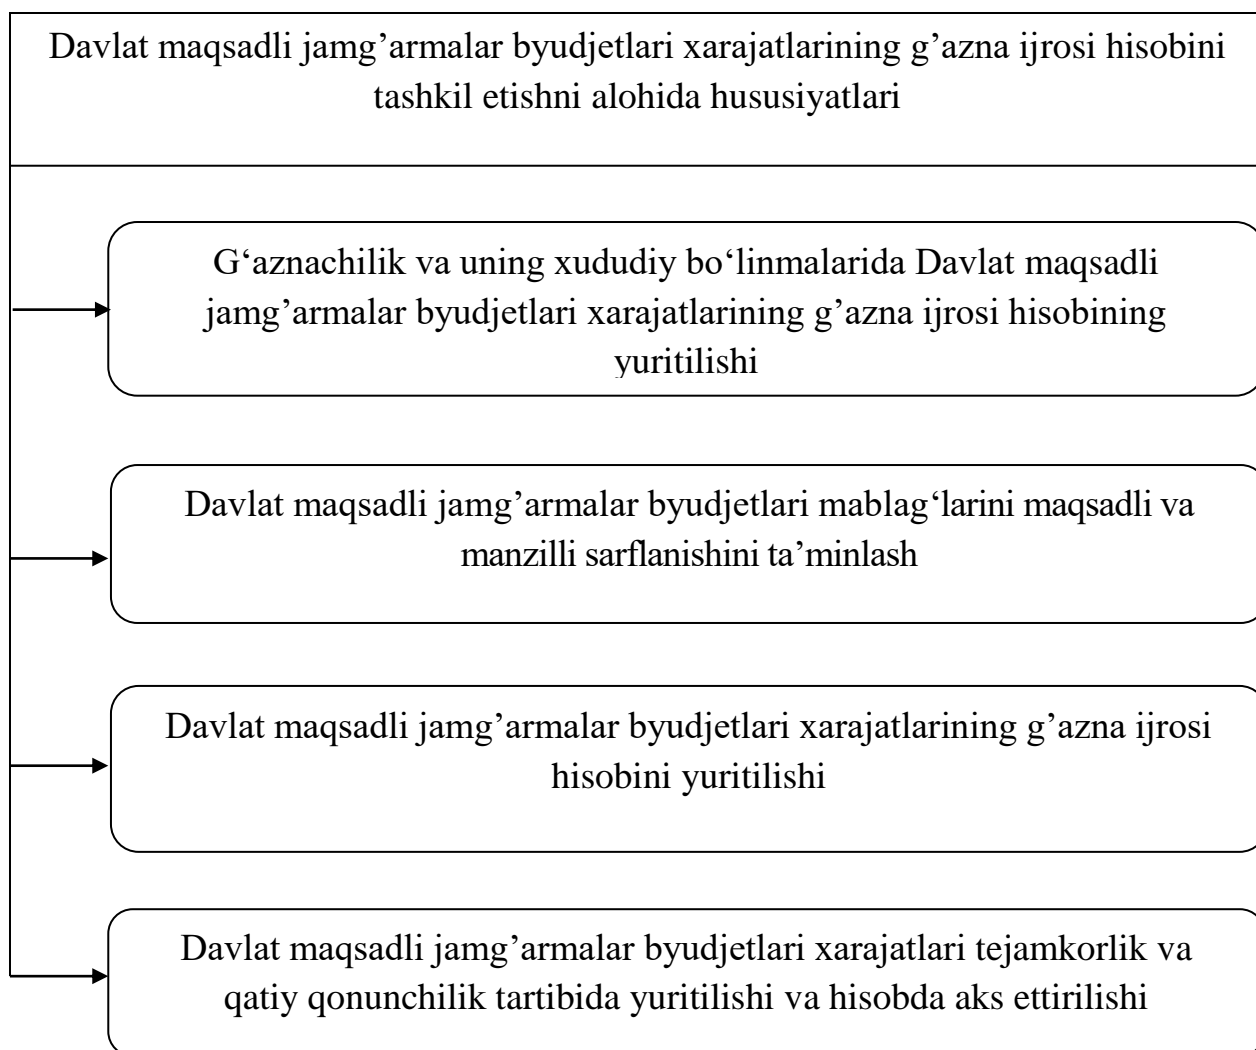 Davlat maqsadli jamg’armalar byudjetlari xarajatlarining g’azna ijrosi hisobini
tashkil etishni alohida hususiyatlari
G‘aznachilik va uning xududiy bo‘linmalarida Davlat maqsadli
jamg’armalar byudjetlari xarajatlarining g’azna ijrosi hisobining
yuritilishi
Davlat maqsadli jamg’armalar byudjetlari mablag‘larini maqsadli va
manzilli sarflanishini ta’minlash
Davlat maqsadli jamg’armalar byudjetlari xarajatlarining g’azna ijrosi
hisobini yuritilishi
Davlat maqsadli jamg’armalar byudjetlari xarajatlari tejamkorlik va
qatiy qonunchilik tartibida yuritilishi va hisobda aks ettirilishi